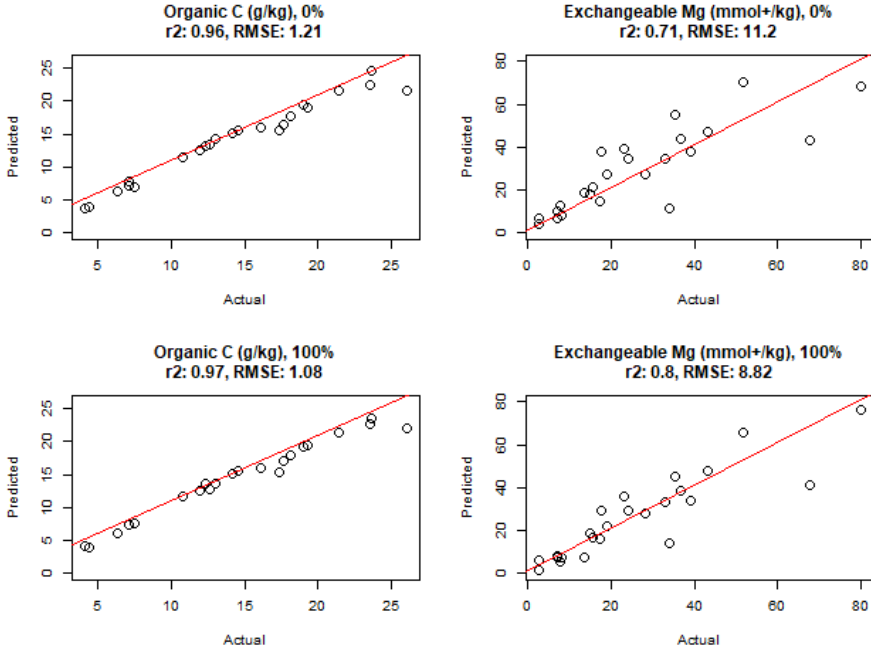 Organic C (g/kg), 0%
r2: 0.96, RMSE: 1.21
Predicted
25
20
15
10
5
0
5
10
15
20
25
Actual
Exchangeable Mg (mmol+/kg), 0%
r2: 0.71, RMSE: 11.2
Predicted
80
60
40
20
0
0
20
40
60
80
Actual
Organic C (g/kg), 100%
r2: 0.97, RMSE: 1.08
Predicted
25
20
15
10
5
0
5
10
15
20
25
Actual
Exchangeable Mg (mmol+/kg), 100%
r2: 0.8, RMSE: 8.82
Predicted
80
60
40
20
0
0
20
40
60
80
Actual